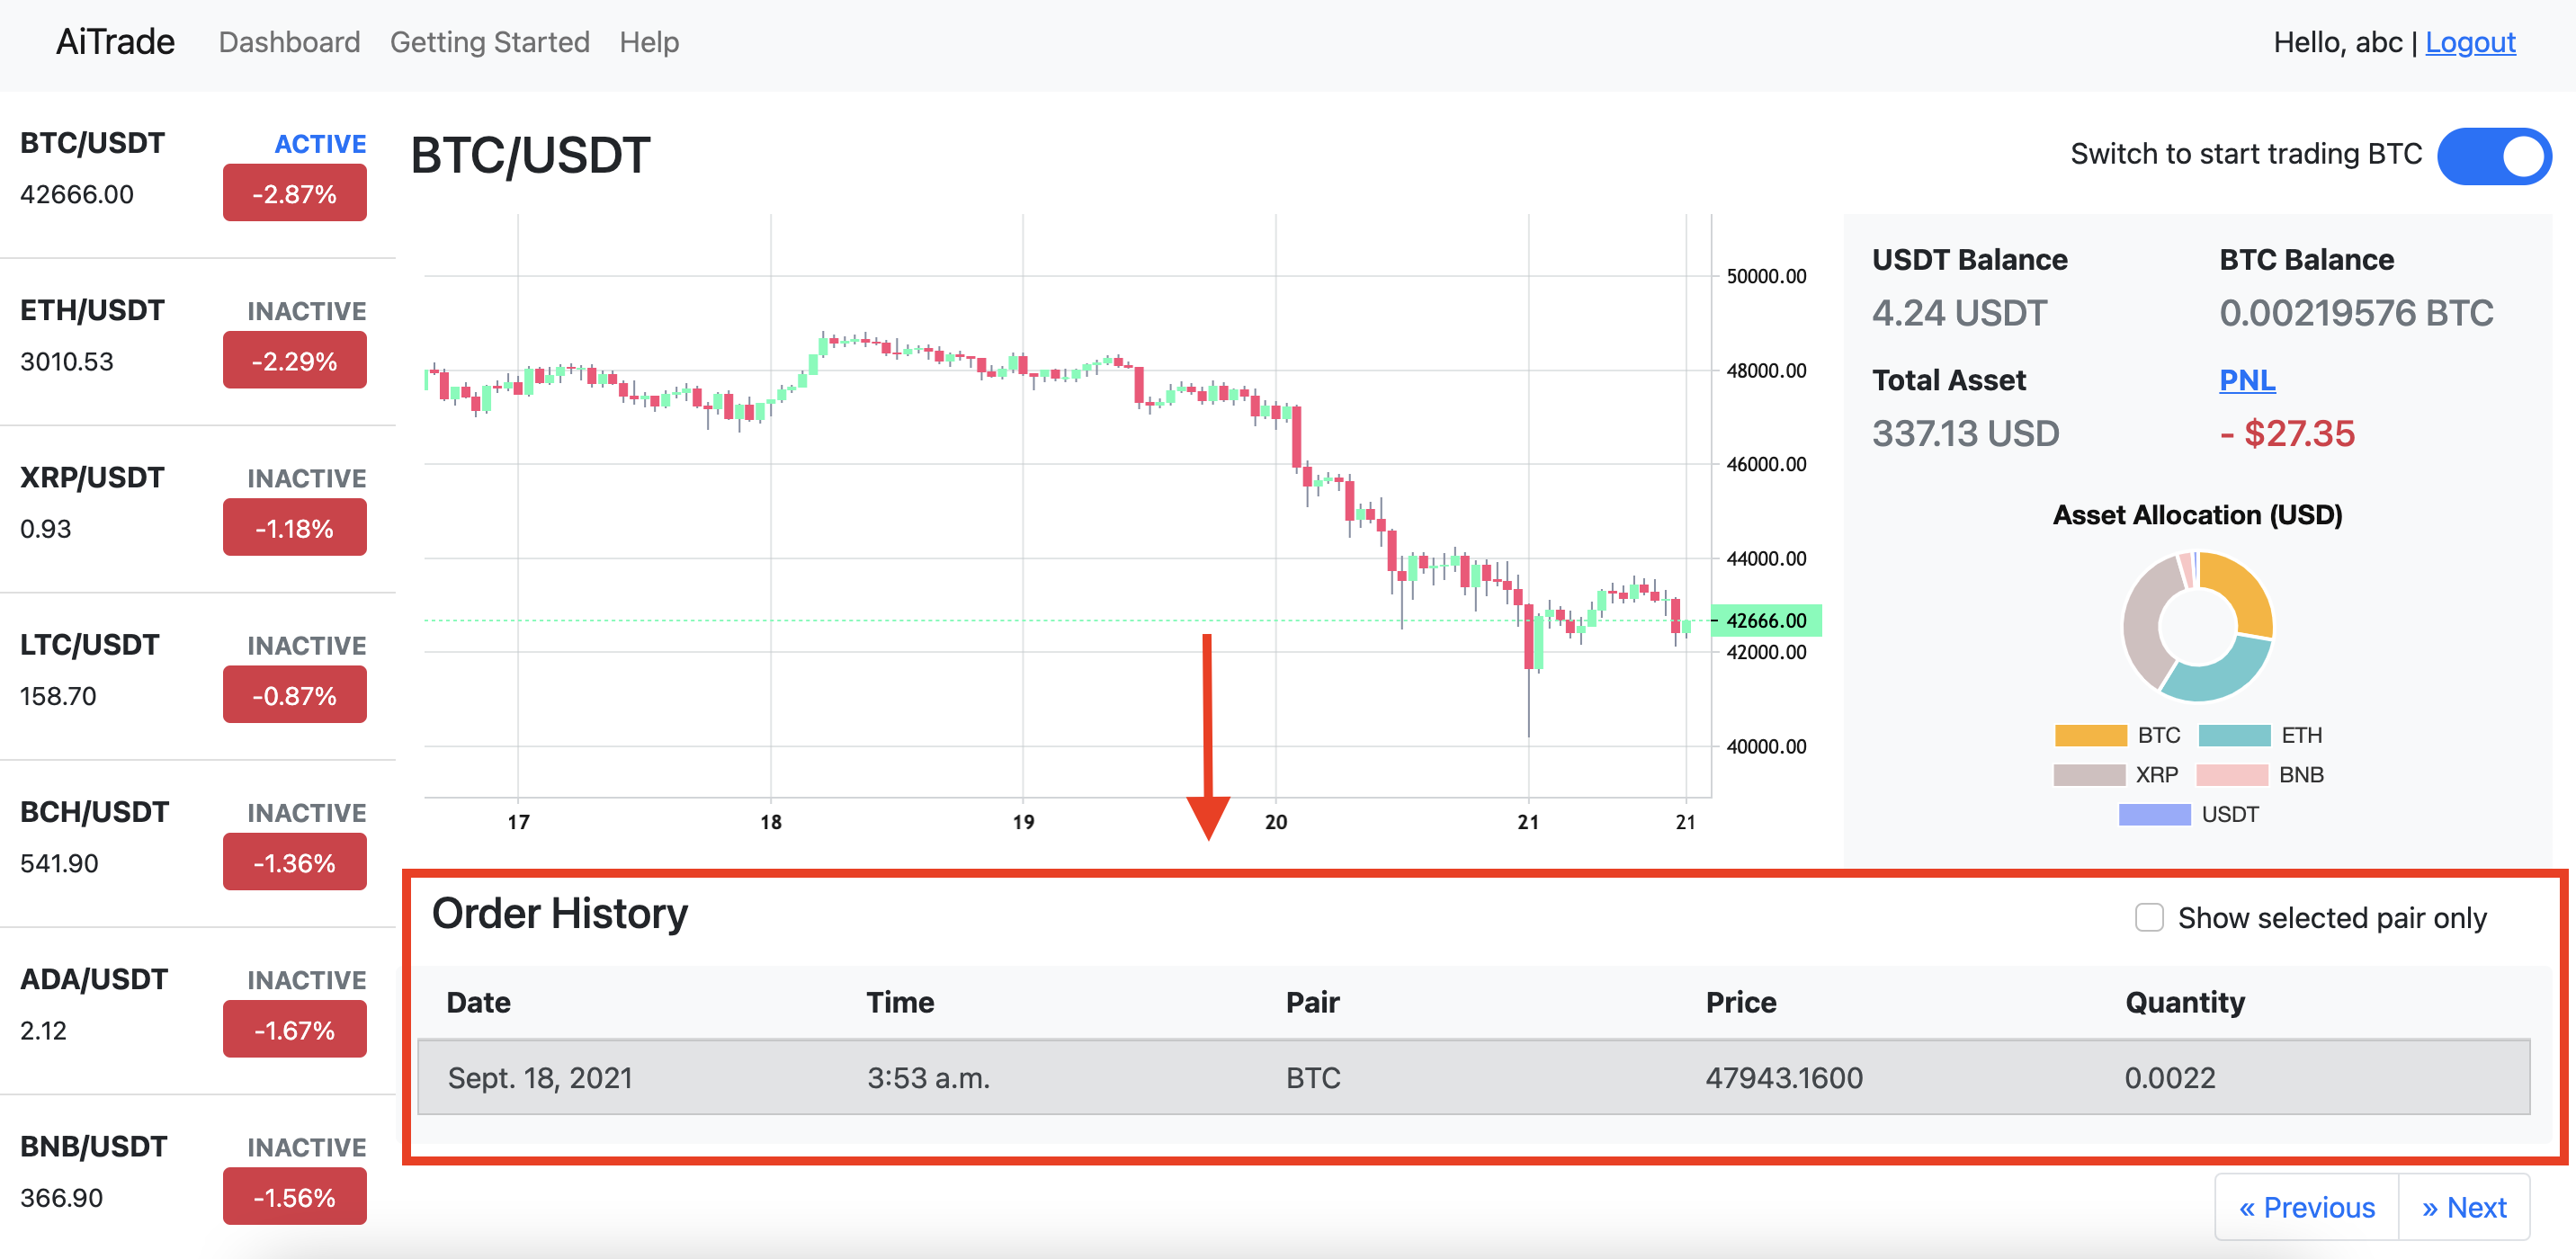 AiTrade Dashboard Getting Started Help Hello, abc | Logout
BTC/USDT ACTIVE
42666.00 -2.87%
ETH/USDT INACTIVE
3010.53 -2.29%
XRP/USDT INACTIVE
0.93 -1.18%
LTC/USDT INACTIVE
158.70 -0.87%
BCH/USDT INACTIVE
541.90 -1.36%
ADA/USDT INACTIVE
2.12 -1.67%
BNB/USDT INACTIVE
366.90 -1.56%
BTC/USDT
Switch to start trading BTC
50000.00
48000.00
46000.00
44000.00
42666.00
42000.00
40000.00
17 18 19 20 21 21
USDT Balance BTC Balance
4.24 USDT 0.00219576 BTC
Total Asset PNL
337.13 USD - $27.35
Asset Allocation (USD)
BTC ETH
XRP BNB
USDT
Order History Show selected pair only
Date Time Pair Price Quantity
Sept. 18, 2021 3:53 a.m. BTC 47943.1600 0.0022
« Previous » Next